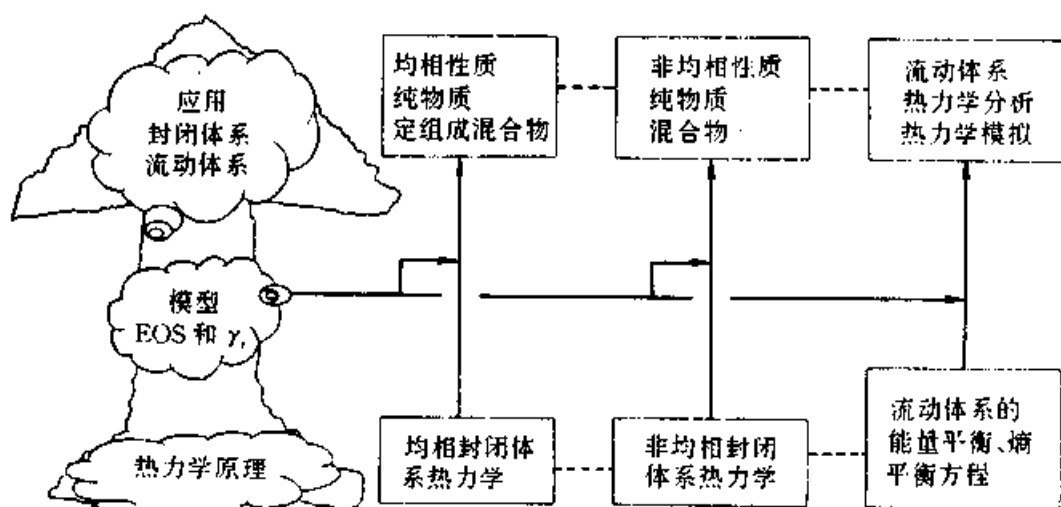 应用
封闭体系
流动体系
模型
EOS 和 γᵢ
热力学原理
均相性质
纯物质
定组成混合物
非均相性质
纯物质
混合物
流动体系
热力学分析
热力学模拟
均相封闭体
系热力学
非均相封闭
体系热力学
流动体系的
能量平衡、熵
平衡方程